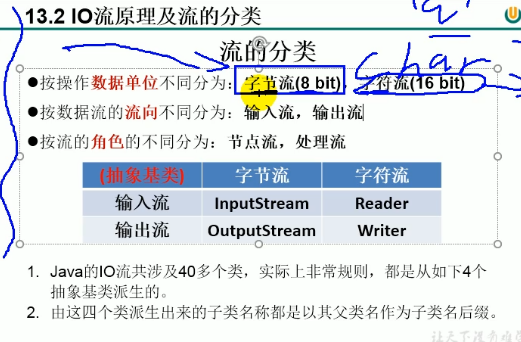 13.2 IO流原理及流的分类
流的分类
●按操作数据单位不同分为：字节流(8 bit)，字符流(16 bit)
●按数据流的流向不同分为：输入流，输出流
●按流的角色的不同分为：节点流，处理流
(抽象基类) 字节流 字符流
输入流 InputStream Reader
输出流 OutputStream Writer
1. Java的IO流共涉及40多个类，实际上非常规则，都是从如下4个
抽象基类派生的。
2. 由这四个类派生出来的子类名称都是以其父类名作为子类名后缀。
char